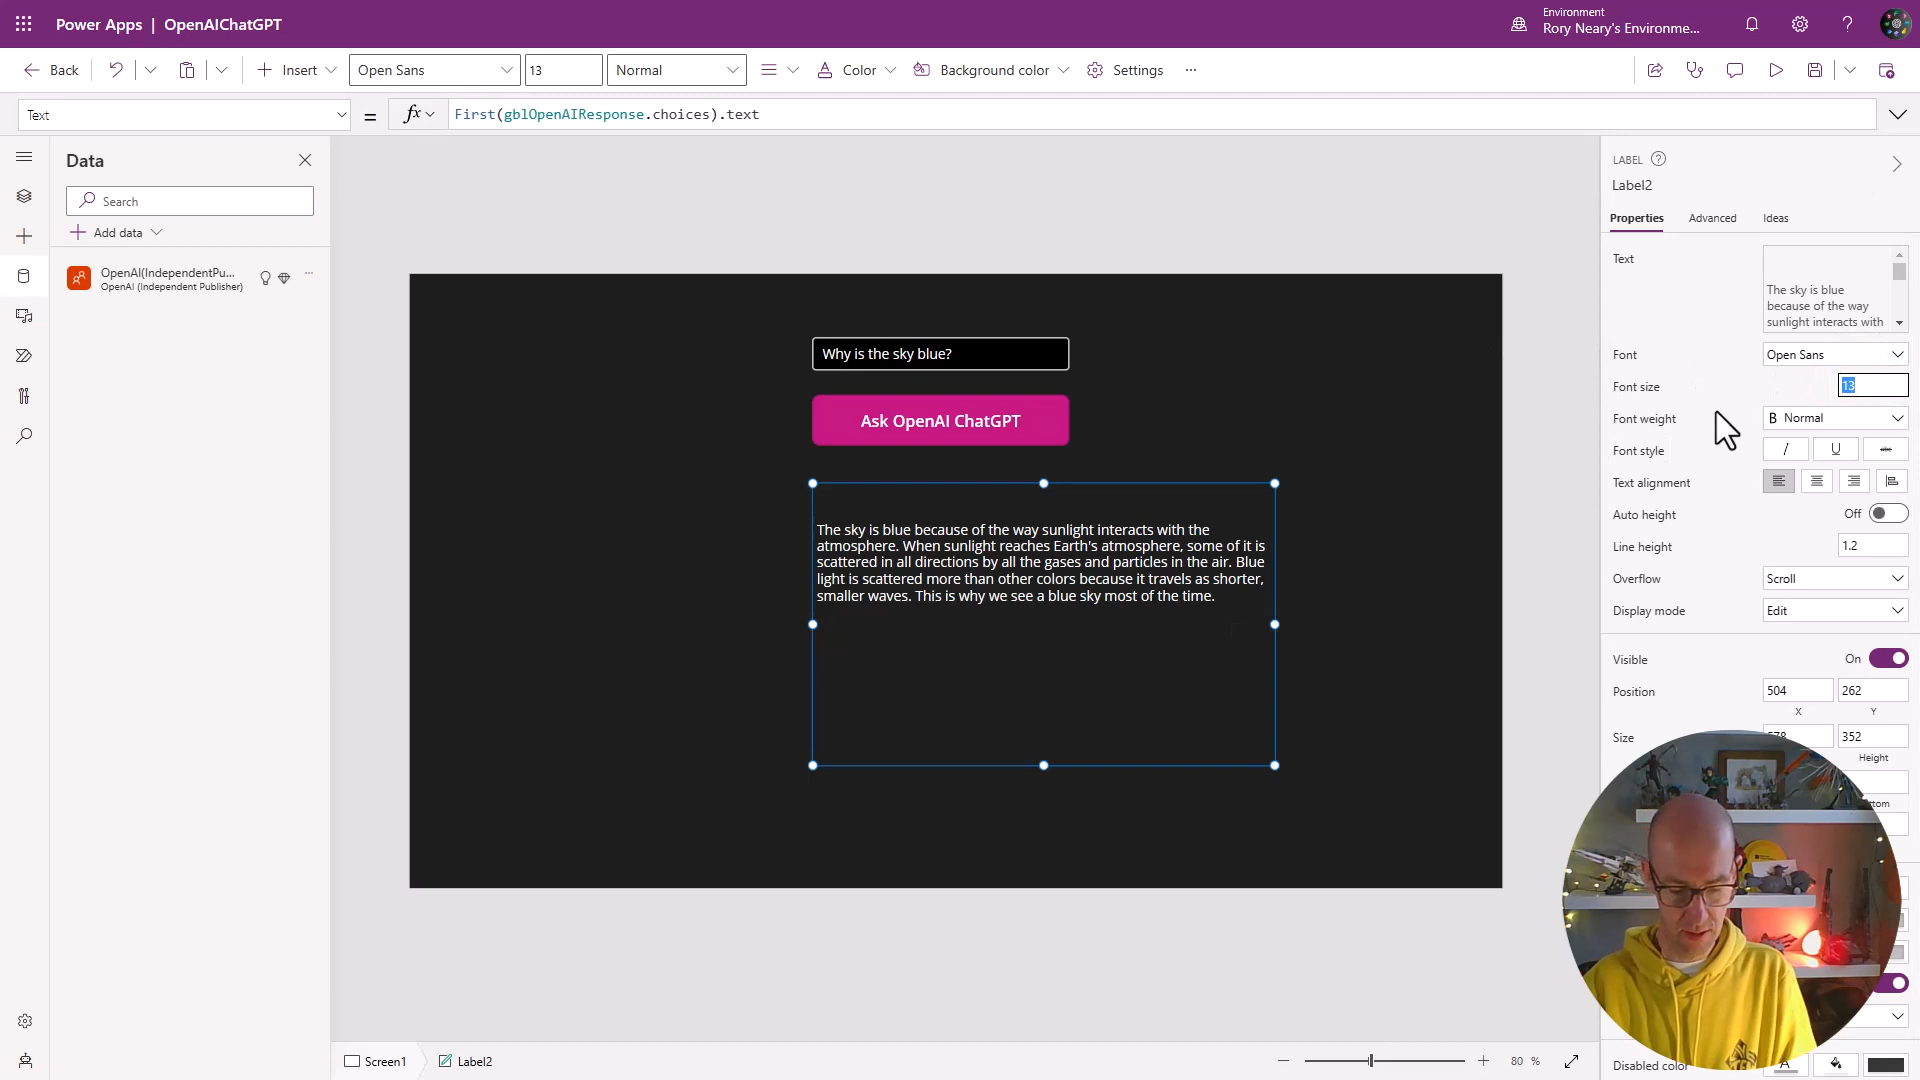 Power Apps | OpenAIChatGPT
Environment
Rory Neary's Environme...
Back
Insert
Open Sans
13
Normal
Color
Background color
Settings
Text
=
fx
First(gblOpenAIResponse.choices).text
Data
Search
Add data
OpenAI(IndependentPu...
OpenAI (Independent Publisher)
Why is the sky blue?
Ask OpenAI ChatGPT
The sky is blue because of the way sunlight interacts with the
atmosphere. When sunlight reaches Earth's atmosphere, some of it is
scattered in all directions by all the gases and particles in the air. Blue
light is scattered more than other colors because it travels as shorter,
smaller waves. This is why we see a blue sky most of the time.
LABEL
Label2
Properties
Advanced
Ideas
Text
The sky is blue
because of the way
sunlight interacts with
Font
Open Sans
Font size
13
Font weight
B Normal
Font style
/ U abc
Text alignment
Auto height
Off
Line height
1.2
Overflow
Scroll
Display mode
Edit
Visible
On
Position
504
262
X
Y
Size
352
Height
Disabled color
A
Screen1
Label2
80 %